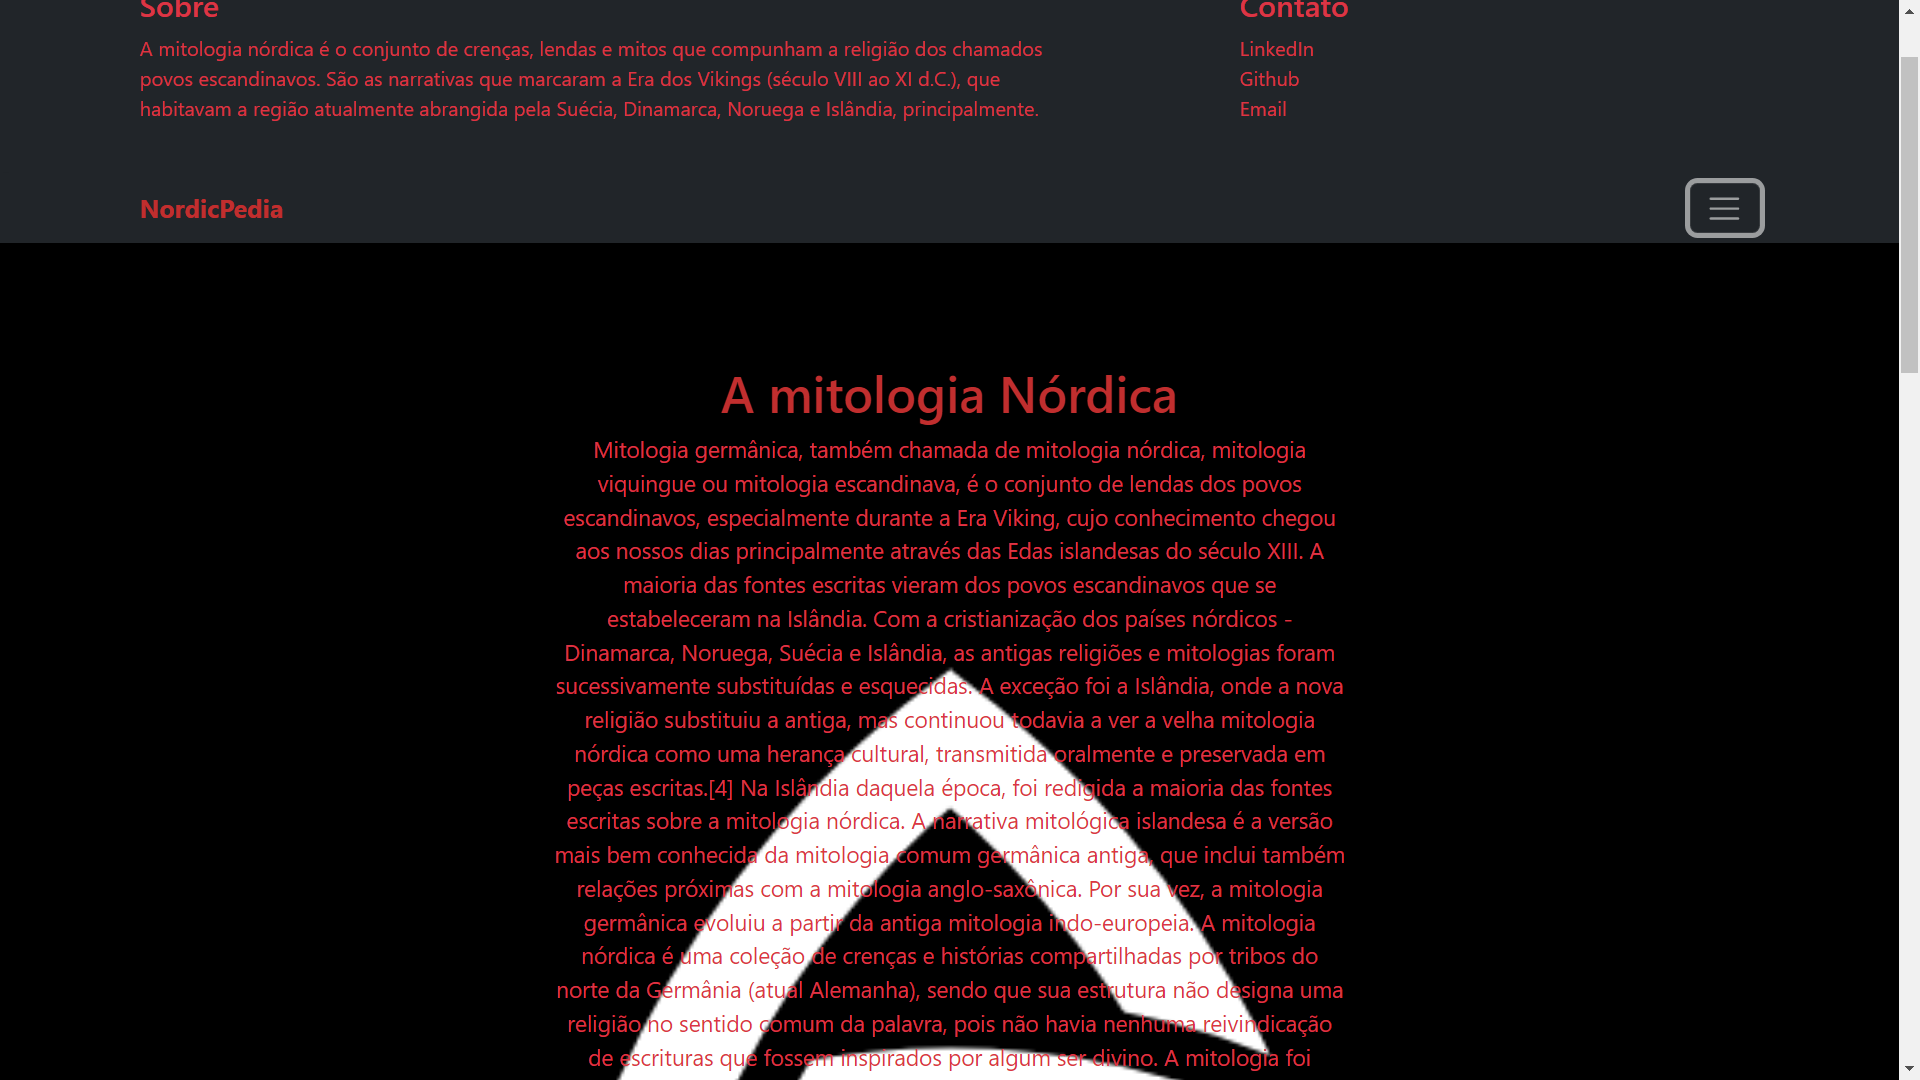 Sobre
A mitologia nórdica é o conjunto de crenças, lendas e mitos que compunham a religião dos chamados
povos escandinavos. São as narrativas que marcaram a Era dos Vikings (século VIII ao XI d.C.), que
habitavam a região atualmente abrangida pela Suécia, Dinamarca, Noruega e Islândia, principalmente.
Contato
LinkedIn
Github
Email
NordicPedia
A mitologia Nórdica
Mitologia germânica, também chamada de mitologia nórdica, mitologia
viquingue ou mitologia escandinava, é o conjunto de lendas dos povos
escandinavos, especialmente durante a Era Viking, cujo conhecimento chegou
aos nossos dias principalmente através das Edas islandesas do século XIII. A
maioria das fontes escritas vieram dos povos escandinavos que se
estabeleceram na Islândia. Com a cristianização dos países nórdicos -
Dinamarca, Noruega, Suécia e Islândia, as antigas religiões e mitologias foram
sucessivamente substituídas e esquecidas. A exceção foi a Islândia, onde a nova
religião substituiu a antiga, mas continuou todavia a ver a velha mitologia
nórdica como uma herança cultural, transmitida oralmente e preservada em
peças escritas.[4] Na Islândia daquela época, foi redigida a maioria das fontes
escritas sobre a mitologia nórdica. A narrativa mitológica islandesa é a versão
mais bem conhecida da mitologia comum germânica antiga, que inclui também
relações próximas com a mitologia anglo-saxônica. Por sua vez, a mitologia
germânica evoluiu a partir da antiga mitologia indo-europeia. A mitologia
nórdica é uma coleção de crenças e histórias compartilhadas por tribos do
norte da Germânia (atual Alemanha), sendo que sua estrutura não designa uma
religião no sentido comum da palavra, pois não havia nenhuma reivindicação
de escrituras que fossem inspirados por algum ser divino. A mitologia foi